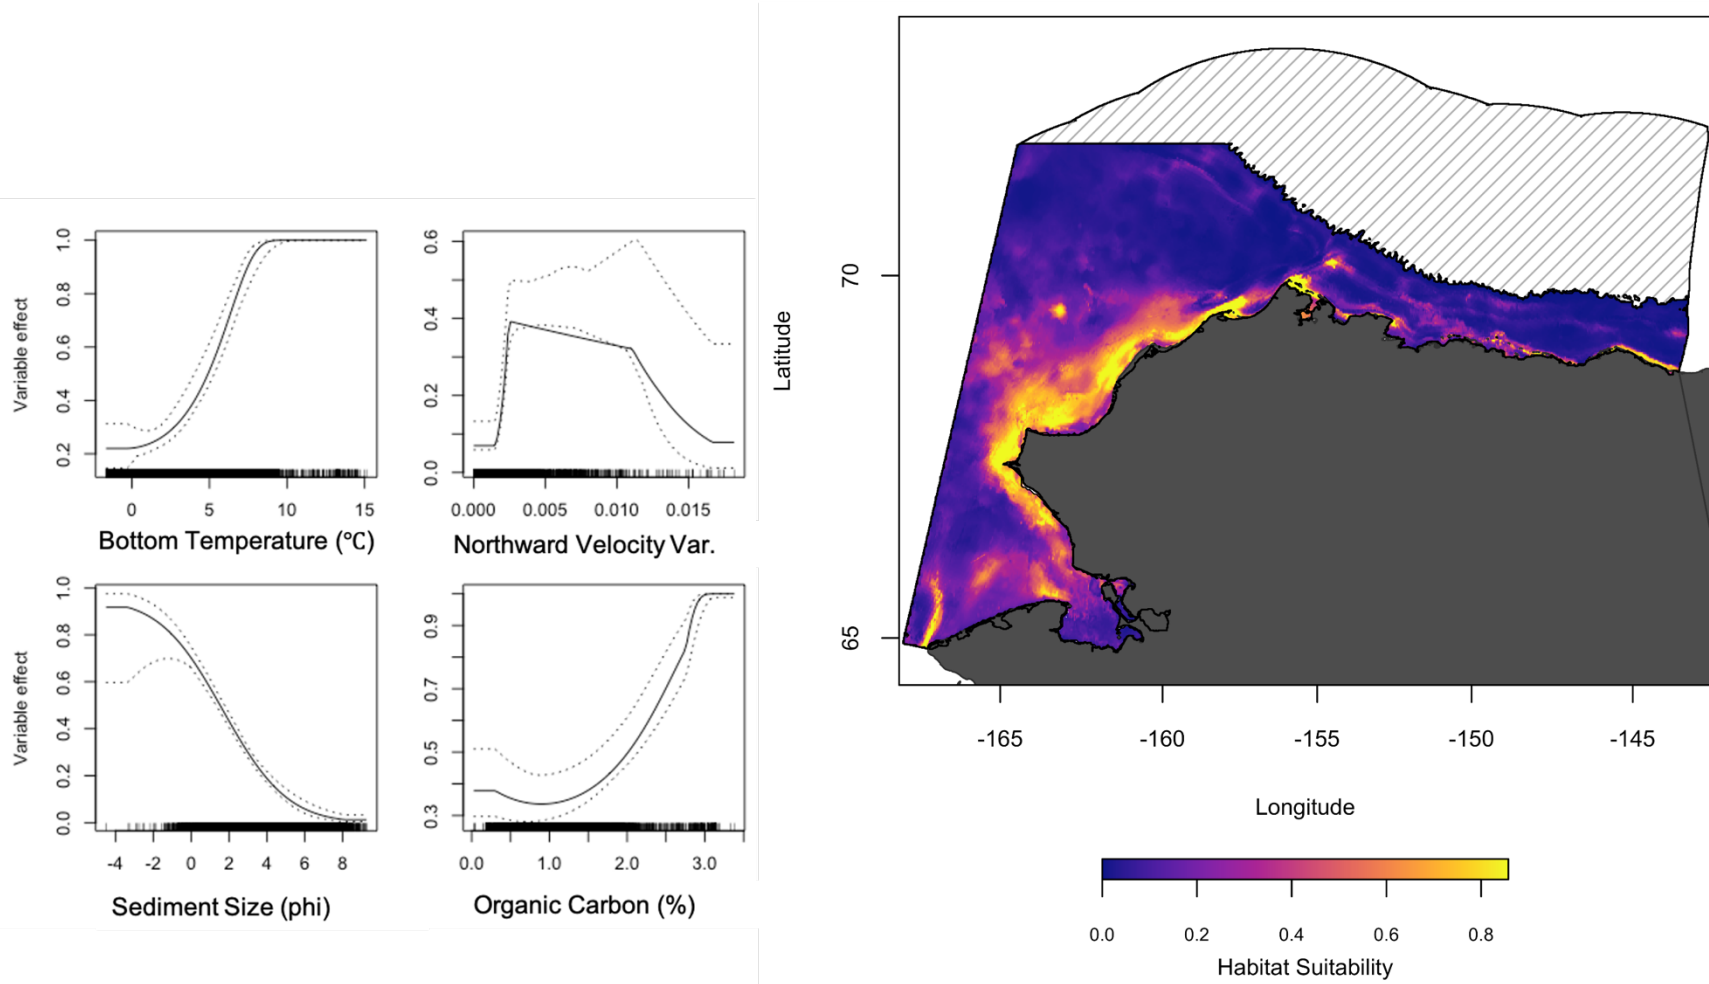 Variable effect
1.0
0.8
0.6
0.4
0.2
0 5 10 15
Bottom Temperature (℃)
0.6
0.4
0.2
0.0
0.000 0.005 0.010 0.015
Northward Velocity Var.
Variable effect
1.0
0.8
0.6
0.4
0.2
0.0
-4 -2 0 2 4 6 8
Sediment Size (phi)
0.9
0.7
0.5
0.3
0.0 1.0 2.0 3.0
Organic Carbon (%)
Latitude
70
65
-165 -160 -155 -150 -145
Longitude
0.0 0.2 0.4 0.6 0.8
Habitat Suitability